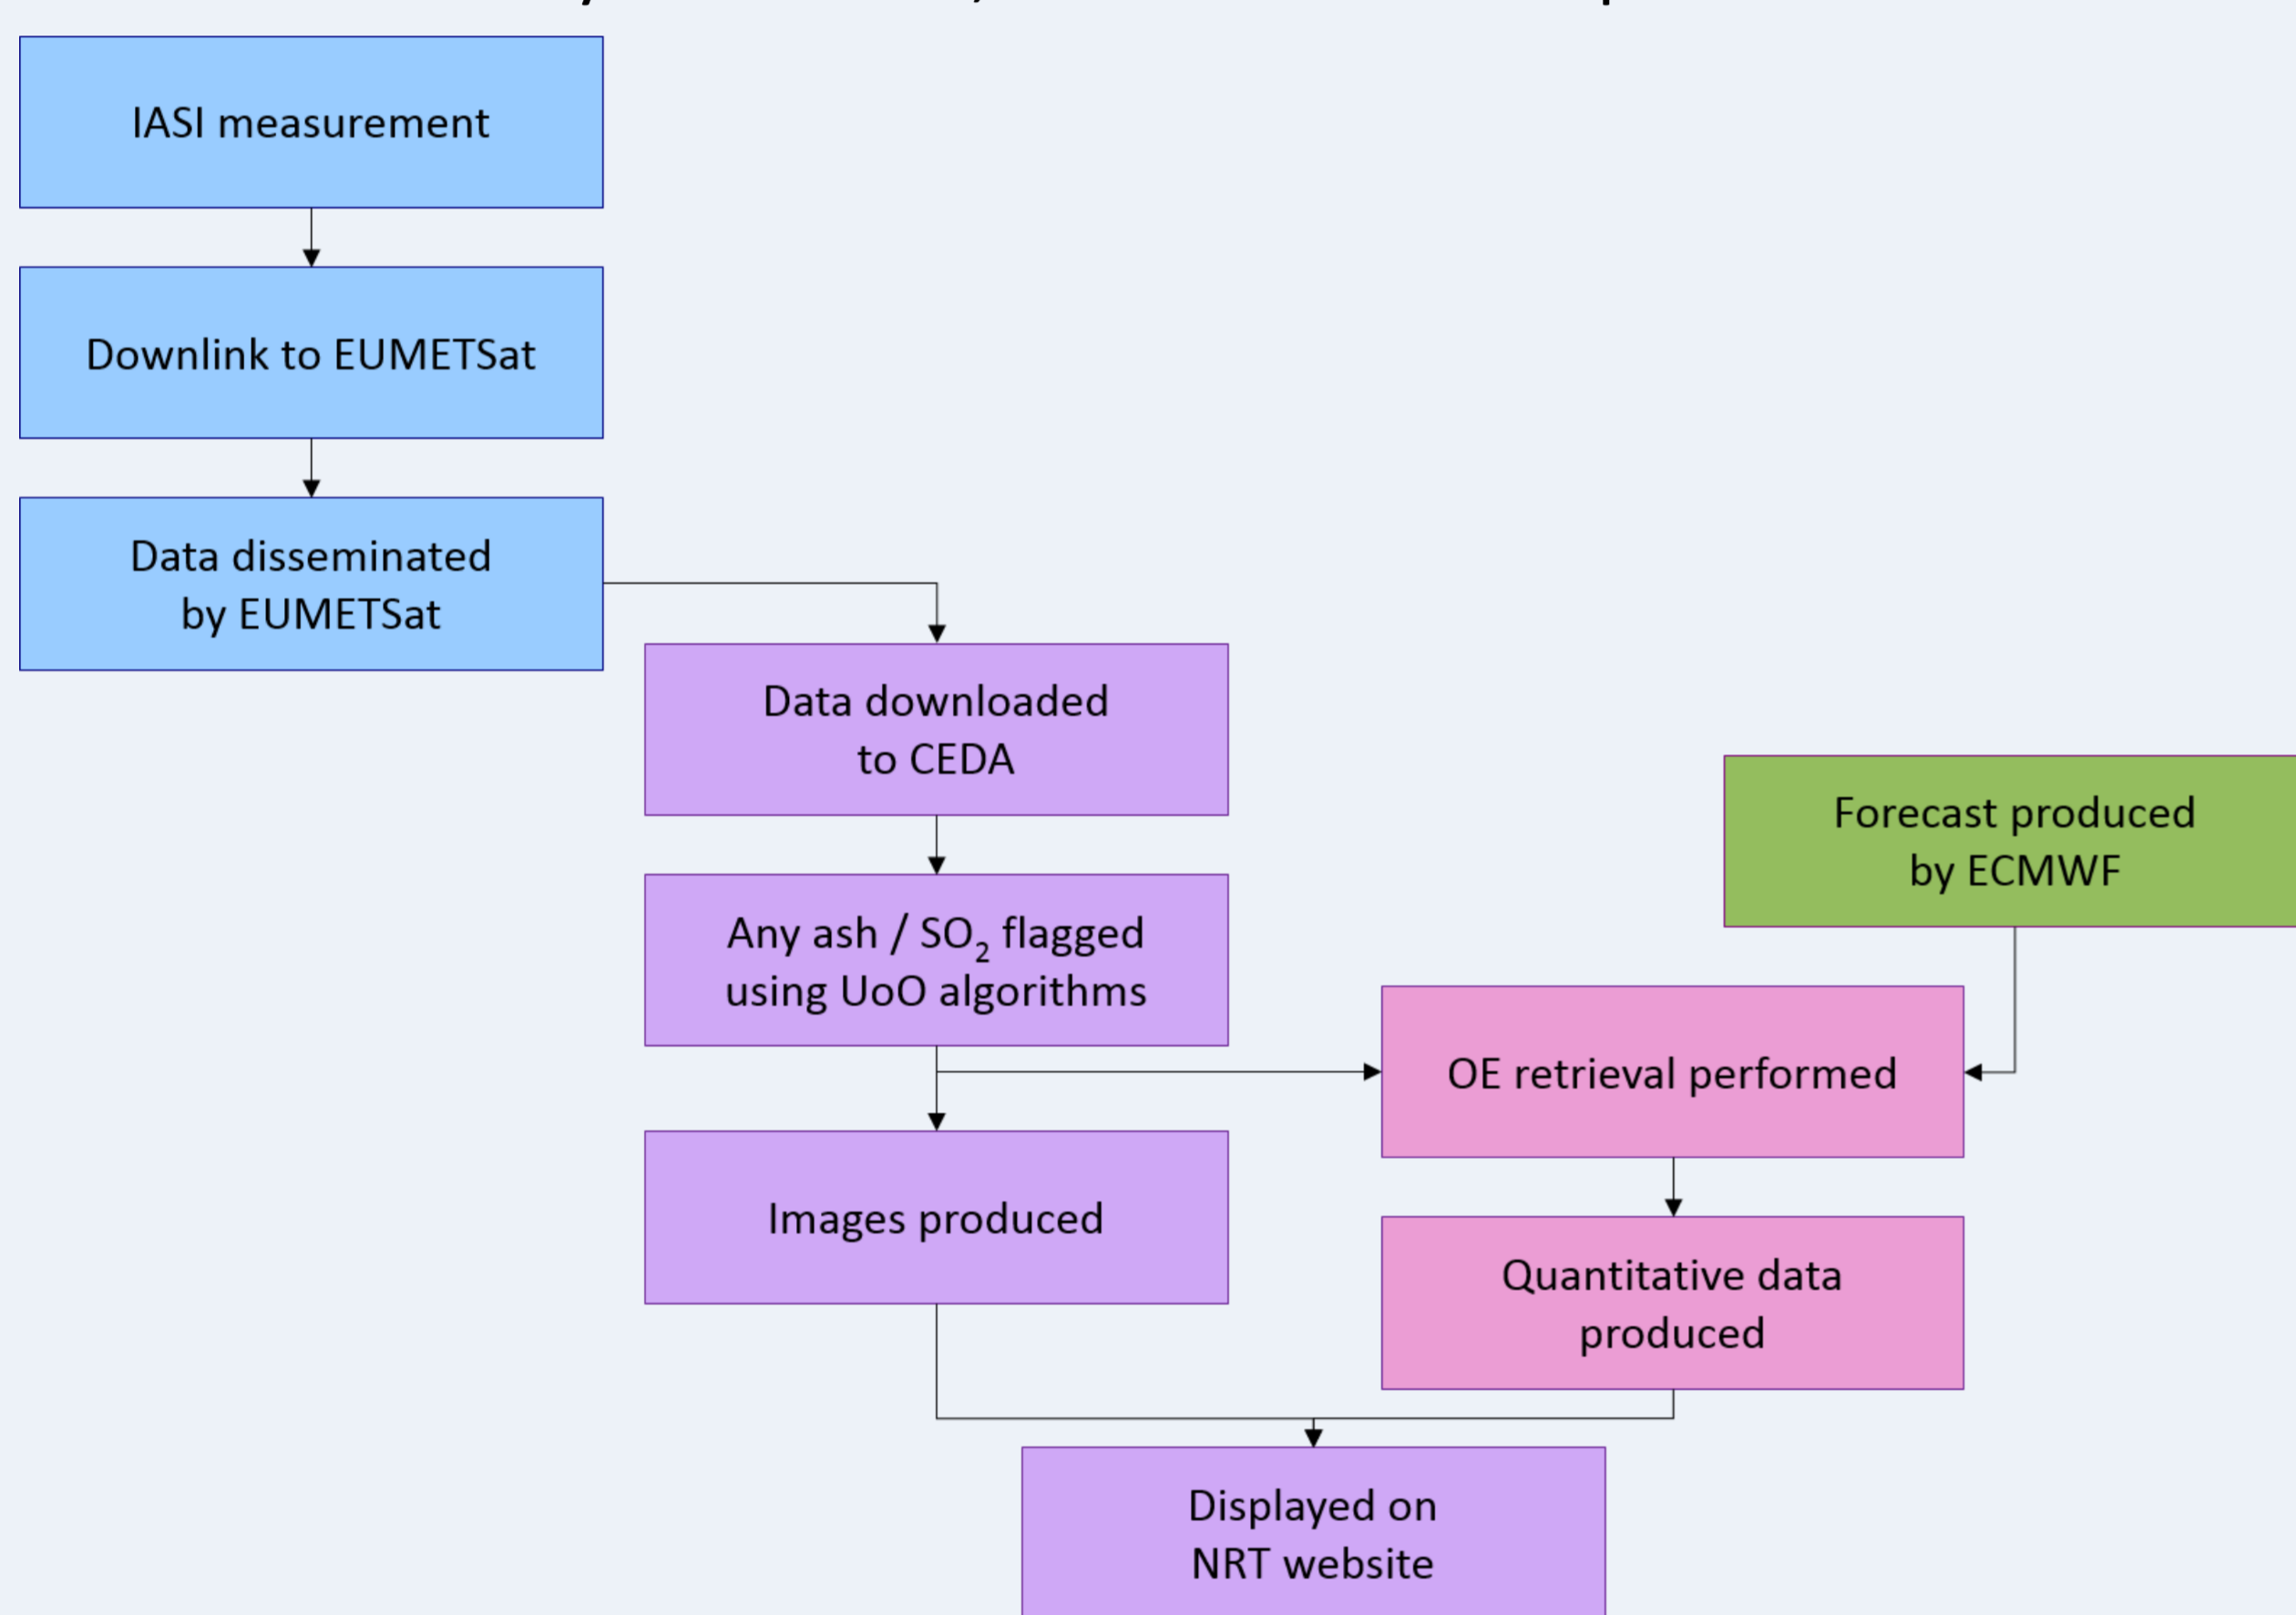 IASI measurement
Downlink to EUMETSat
Data disseminated
by EUMETSat
Data downloaded
to CEDA
Forecast produced
by ECMWF
Any ash / SO₂ flagged
using UoO algorithms
OE retrieval performed
Images produced
Quantitative data
produced
Displayed on
NRT website